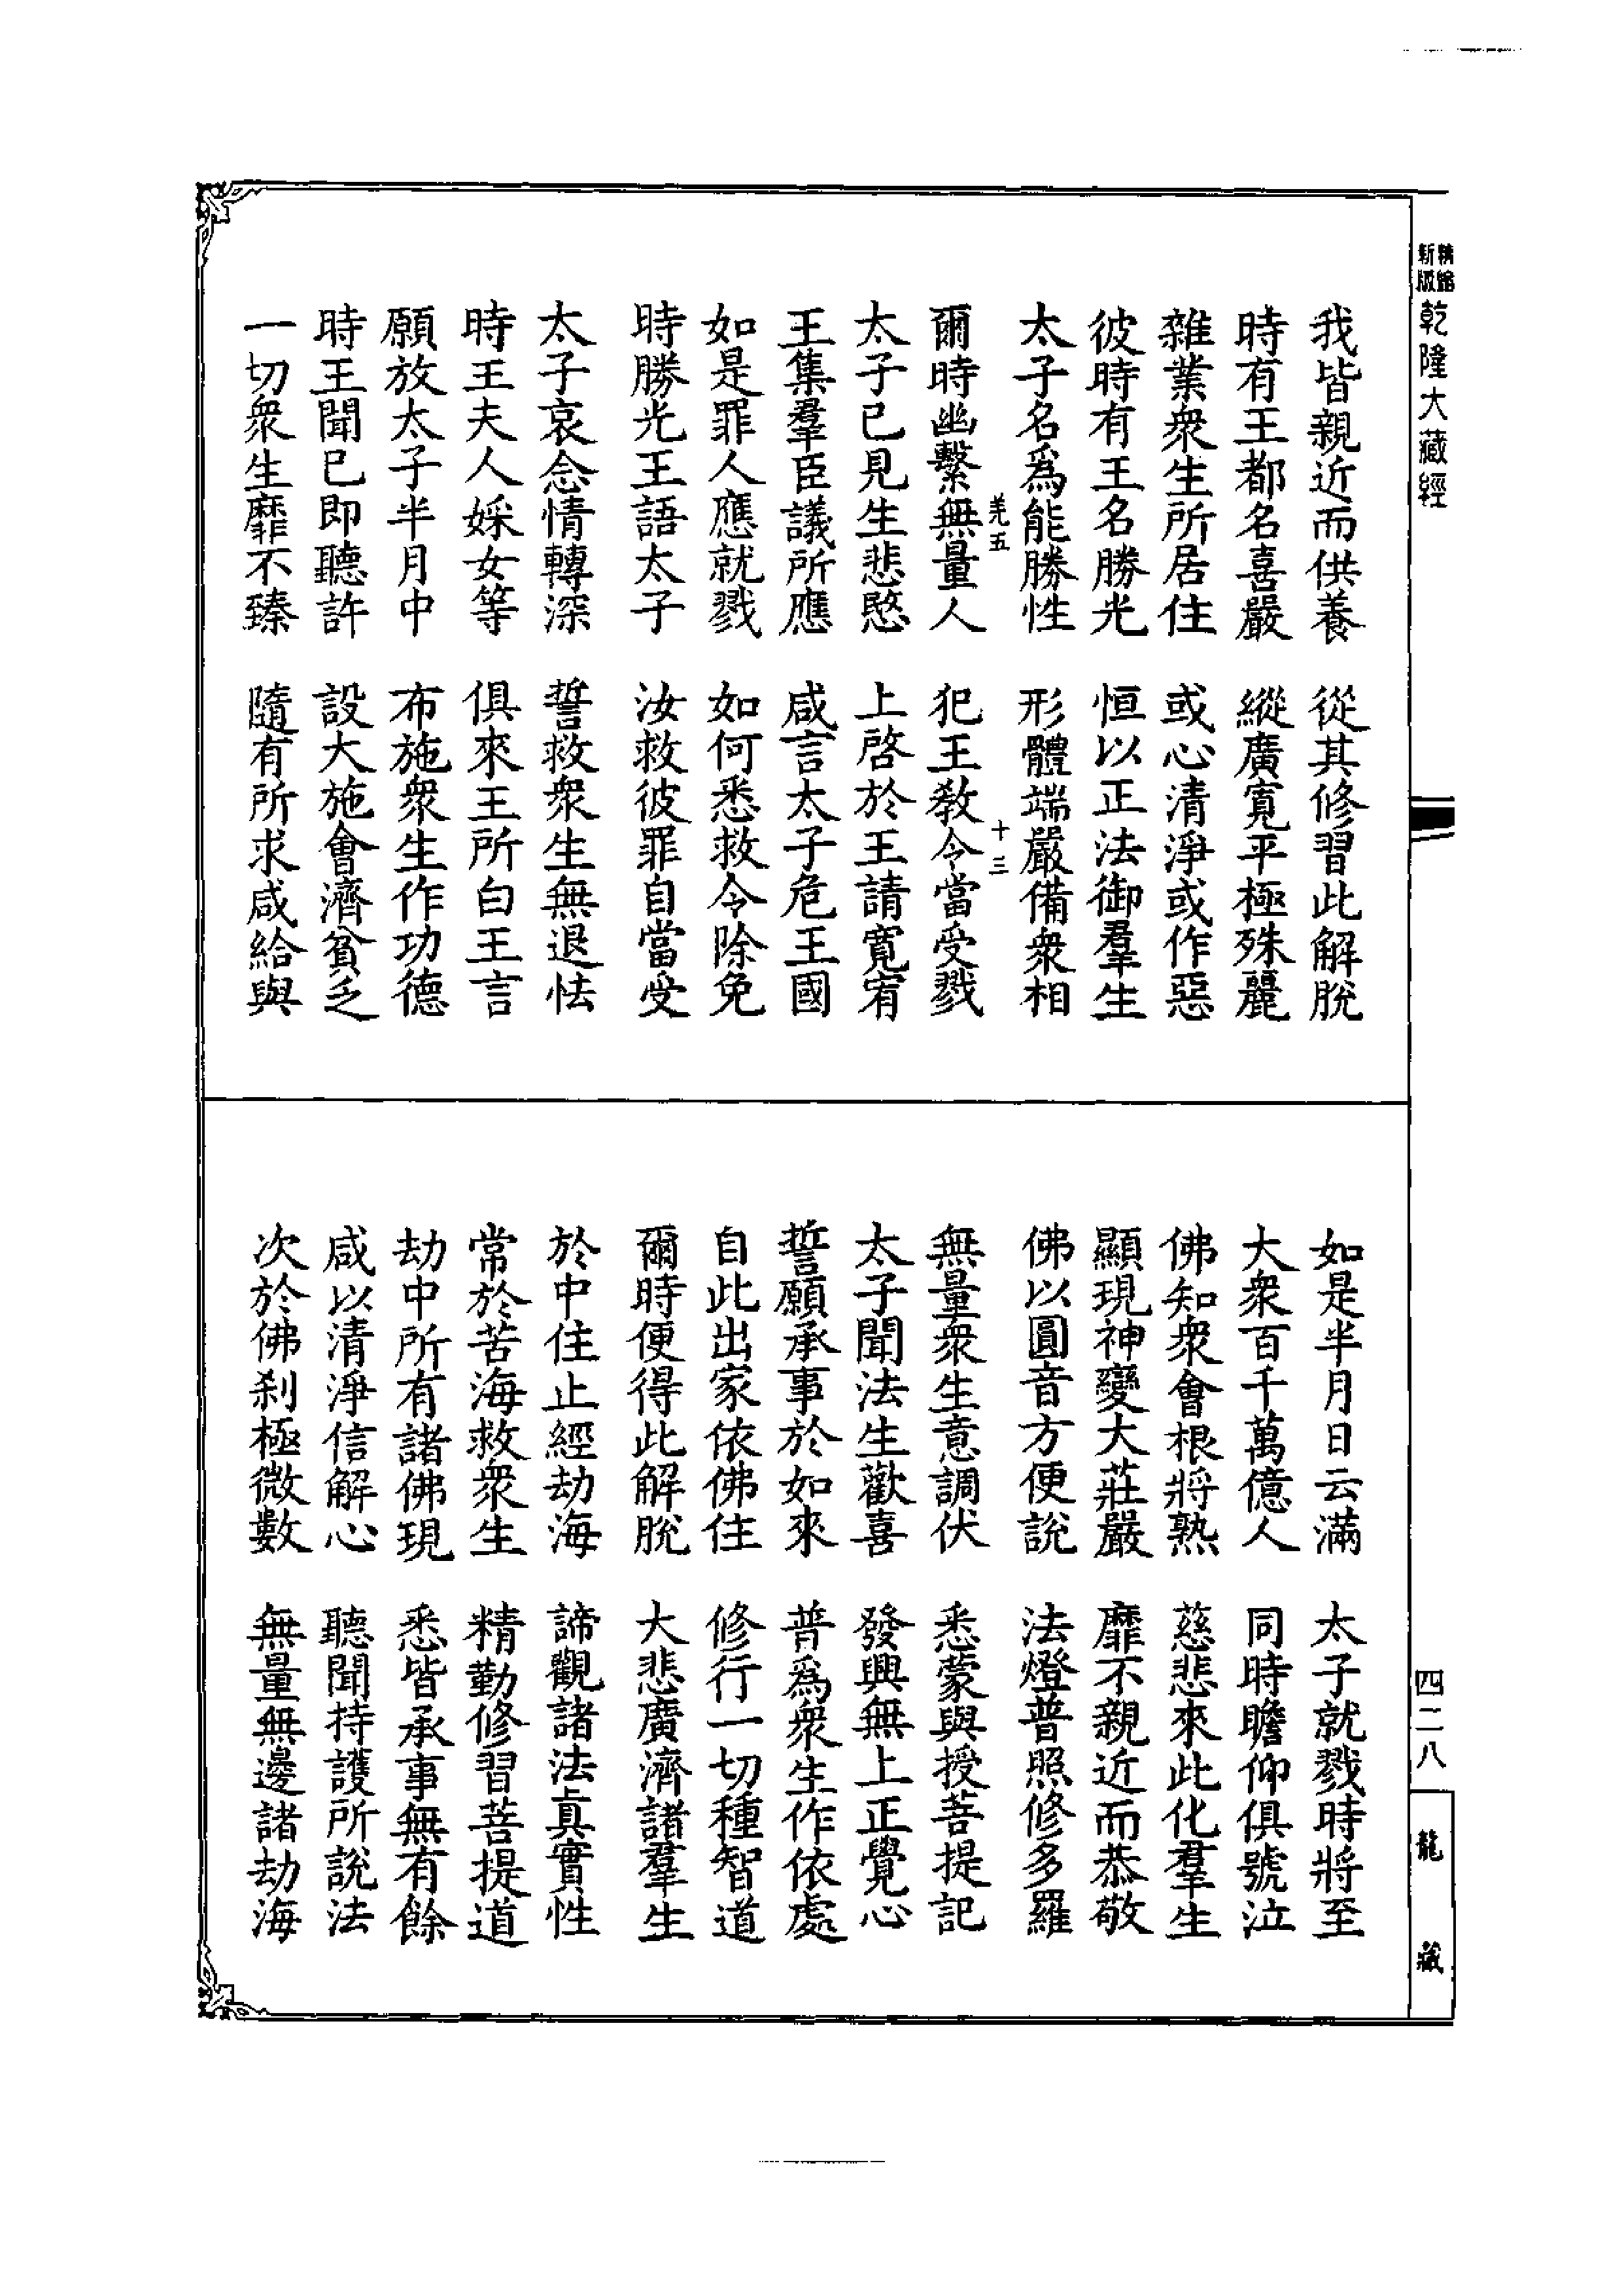 新版
精縮
乾隆大藏經
我皆親近而供養　從其修習此解脫
時有王都名喜嚴　縱廣寬平極殊麗
雜業衆生所居住　或心清淨或作惡
彼時有王名勝光　恒以正法御羣生
太子名爲能勝性　形體端嚴備衆相
羌五　十三
爾時幽繫無量人　犯王敎令當受戮
太子已見生悲愍　上啓於王請寬宥
王集羣臣議所應　咸言太子危王國
如是罪人應就戮　如何悉救令除免
時勝光王語太子　汝救彼罪自當受
太子哀念情轉深　誓救衆生無退怯
時王夫人婇女等　俱來王所白王言
願放太子半月中　布施衆生作功德
時王聞已即聽許　設大施會濟貧乏
一切衆生靡不臻　隨有所求咸給與
如是半月日云滿　太子就戮時將至
大衆百千萬億人　同時瞻仰俱號泣
佛知衆會根將熟　慈悲來此化羣生
顯現神變大莊嚴　靡不親近而恭敬
佛以圓音方便說　法燈普照修多羅
無量衆生意調伏　悉蒙與授菩提記
太子聞法生歡喜　發興無上正覺心
誓願承事於如來　普爲衆生作依處
自此出家依佛住　修行一切種智道
爾時便得此解脫　大悲廣濟諸羣生
於中住止經劫海　諦觀諸法眞實性
常於苦海救衆生　精勤修習菩提道
劫中所有諸佛現　悉皆承事無有餘
咸以清淨信解心　聽聞持護所說法
次於佛刹極微數　無量無邊諸劫海
四二八
龍藏